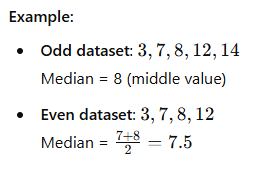 Example:
• Odd dataset: 3, 7, 8, 12, 14
Median = 8 (middle value)
• Even dataset: 3, 7, 8, 12
Median = \frac{7+8}{2} = 7.5